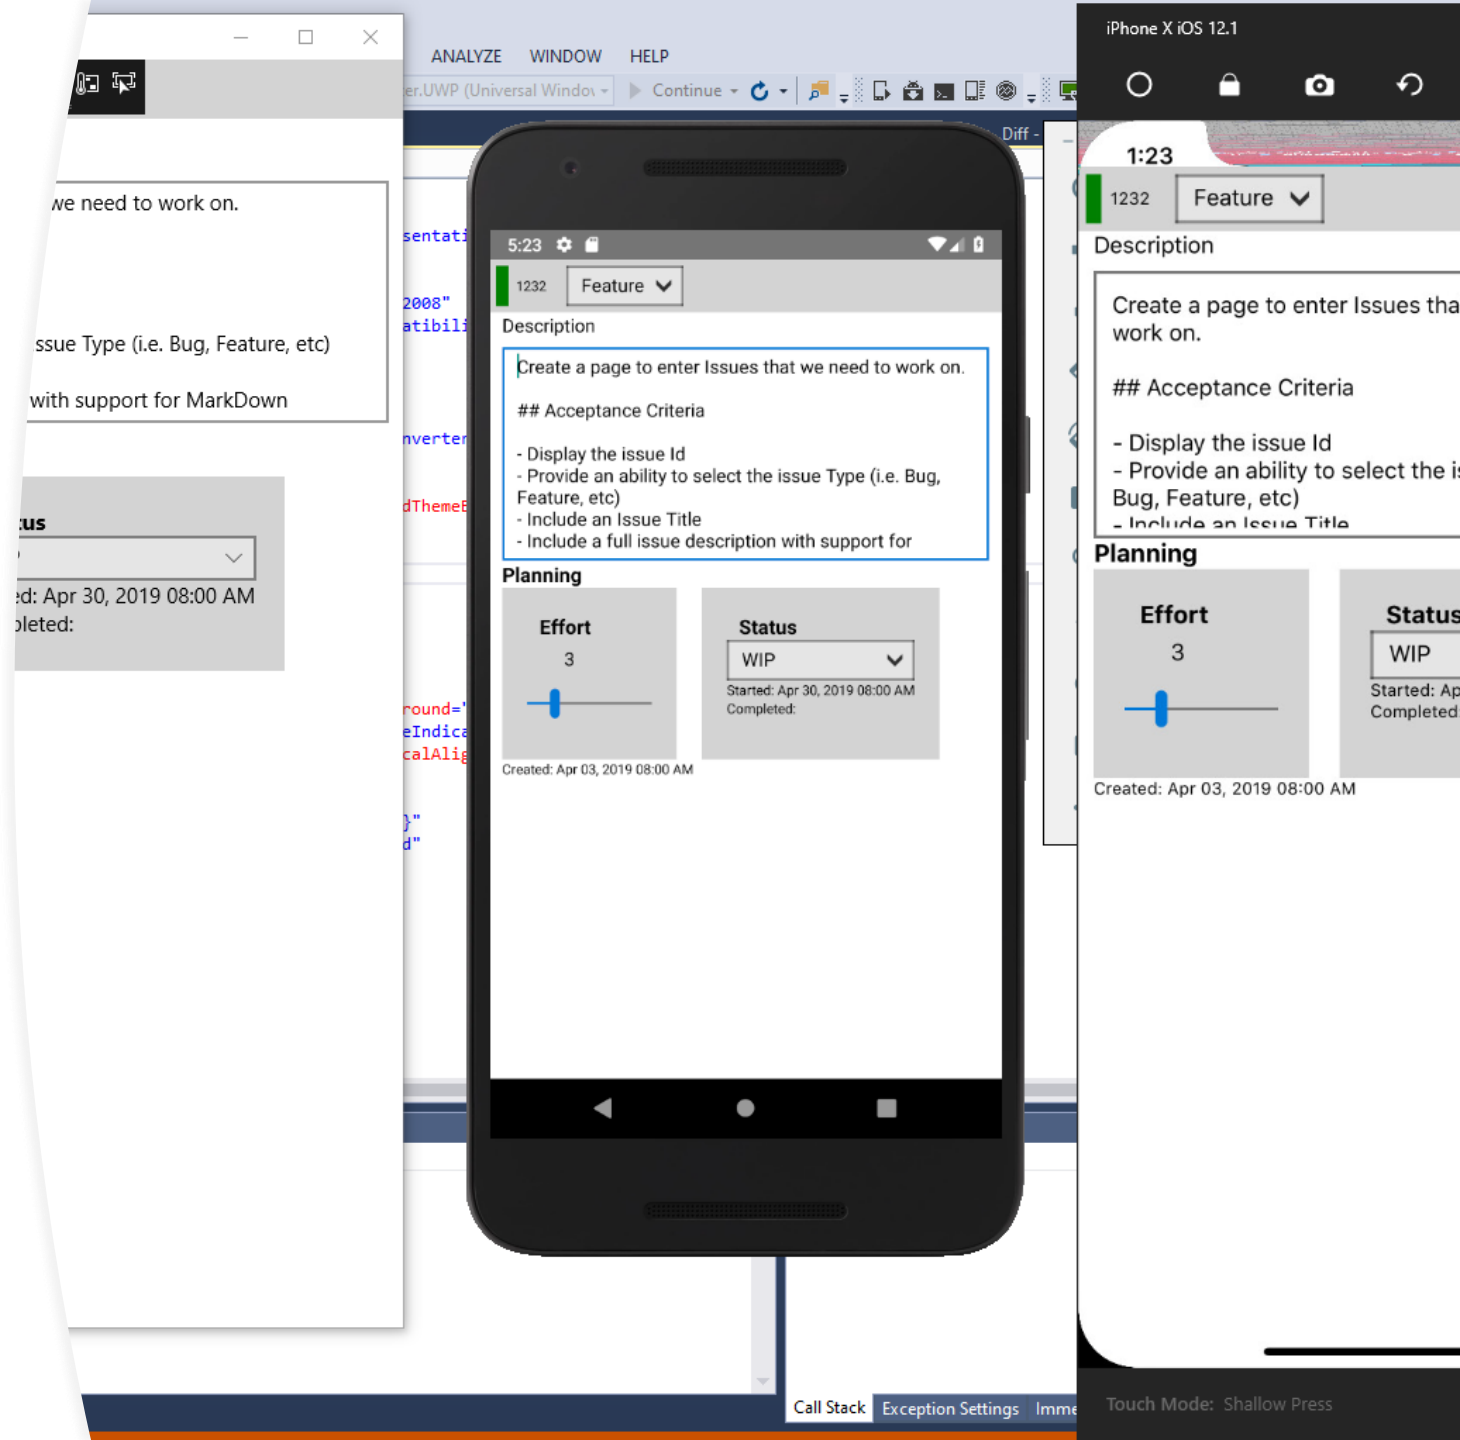 ANALYZE WINDOW HELP
er.UWP (Universal Window
Continue
Diff -
we need to work on.
ssue Type (i.e. Bug, Feature, etc)
with support for MarkDown
tus
ed: Apr 30, 2019 08:00 AM
pleted:
sentati
2008"
atibili
nverter
dThemeE
round="
eIndica
calAlig
}"
d"
5:23
1232
Feature
Description
Create a page to enter Issues that we need to work on.
## Acceptance Criteria
- Display the issue Id
- Provide an ability to select the issue Type (i.e. Bug,
Feature, etc)
- Include an Issue Title
- Include a full issue description with support for
Planning
Effort
3
Status
WIP
Started: Apr 30, 2019 08:00 AM
Completed:
Created: Apr 03, 2019 08:00 AM
iPhone X iOS 12.1
1:23
1232
Feature
Description
Create a page to enter Issues tha
work on.
## Acceptance Criteria
- Display the issue Id
- Provide an ability to select the is
Bug, Feature, etc)
- Include an Issue Title
Planning
Effort
3
Status
WIP
Started: Ap
Completed:
Created: Apr 03, 2019 08:00 AM
Touch Mode: Shallow Press
Call Stack
Exception Settings
Imme